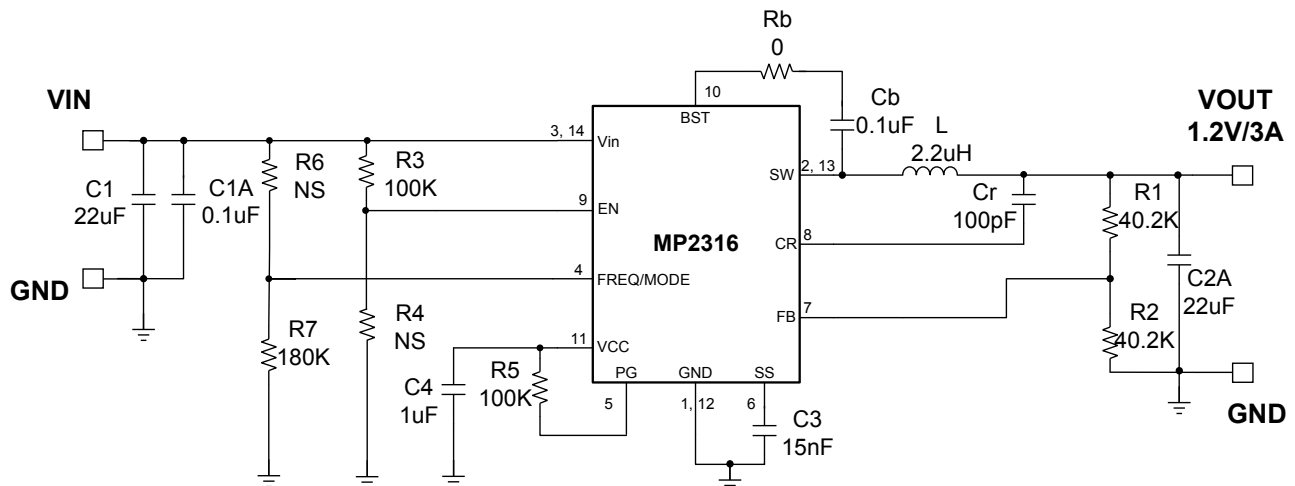 Rb
0
10
BST
Cb
0.1uF
VIN
3, 14
Vin
R6
NS
R3
100K
C1
22uF
C1A
0.1uF
9
EN
MP2316
SW
2, 13
L
2.2uH
Cr
100pF
CR
8
VOUT
1.2V/3A
R1
40.2K
GND
4
FREQ/MODE
FB
7
C2A
22uF
R7
180K
R4
NS
R2
40.2K
11
VCC
C4
1uF
R5
100K
PG
5
GND
1, 12
SS
6
C3
15nF
GND